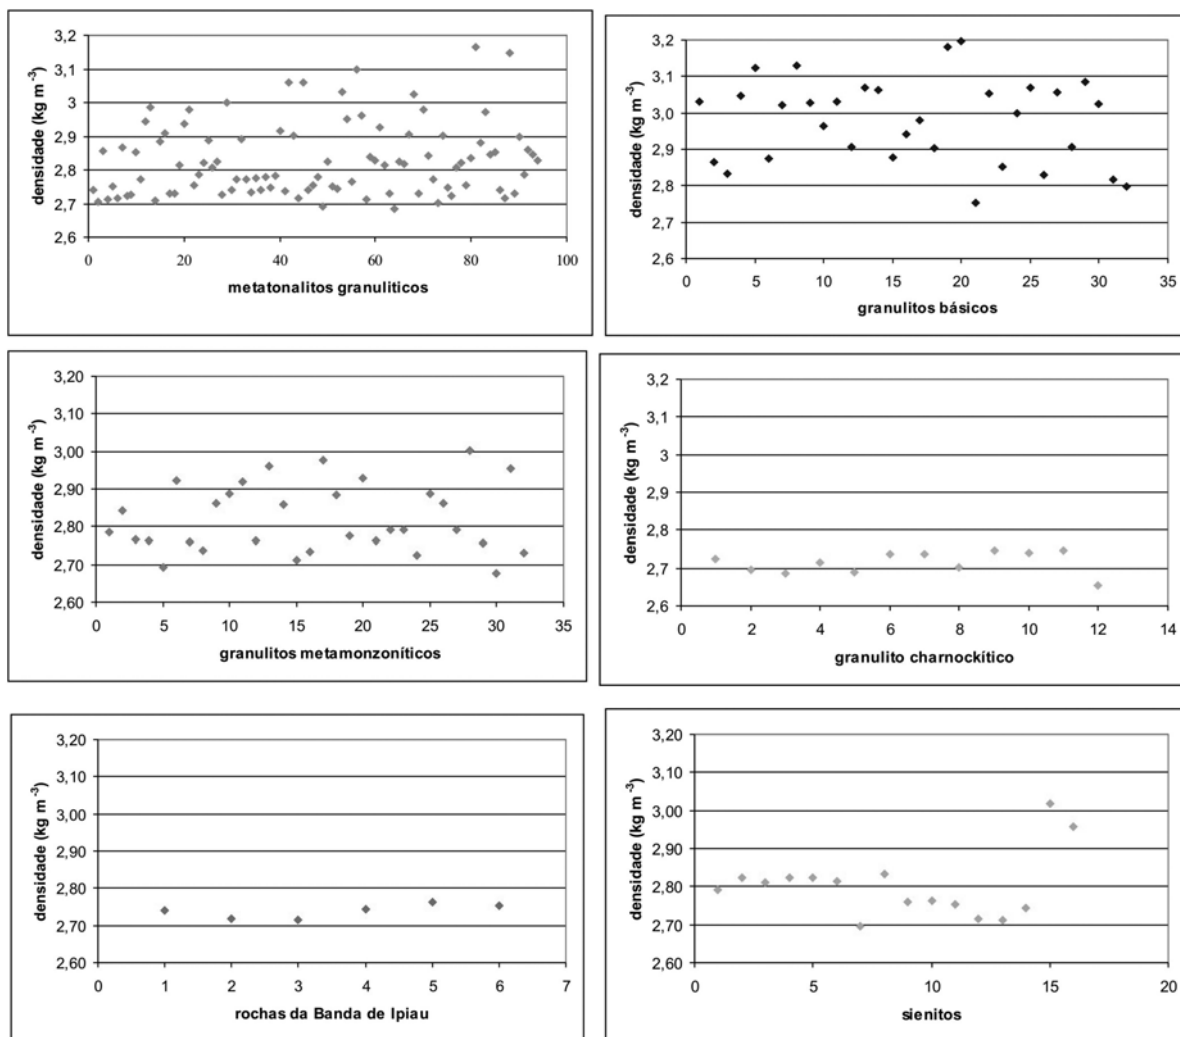 3,2
3,1
3
2,9
2,8
2,7
2,6
densidade (kg m⁻³)
0 20 40 60 80 100
metatonalitos granulíticos
3,2
3,1
3,0
2,9
2,8
2,7
2,6
densidade (kg m⁻³)
0 5 10 15 20 25 30 35
granulitos básicos
3,20
3,10
3,00
2,90
2,80
2,70
2,60
densidade (kg m⁻³)
0 5 10 15 20 25 30 35
granulitos metamonzoníticos
3,2
3,1
3
2,9
2,8
2,7
2,6
densidade (kg m⁻³)
0 2 4 6 8 10 12 14
granulito charnockítico
3,20
3,10
3,00
2,90
2,80
2,70
2,60
densidade (kg m⁻³)
0 1 2 3 4 5 6 7
rochas da Banda de Ipiau
3,20
3,10
3,00
2,90
2,80
2,70
2,60
densidade (kg m⁻³)
0 5 10 15 20
sienitos